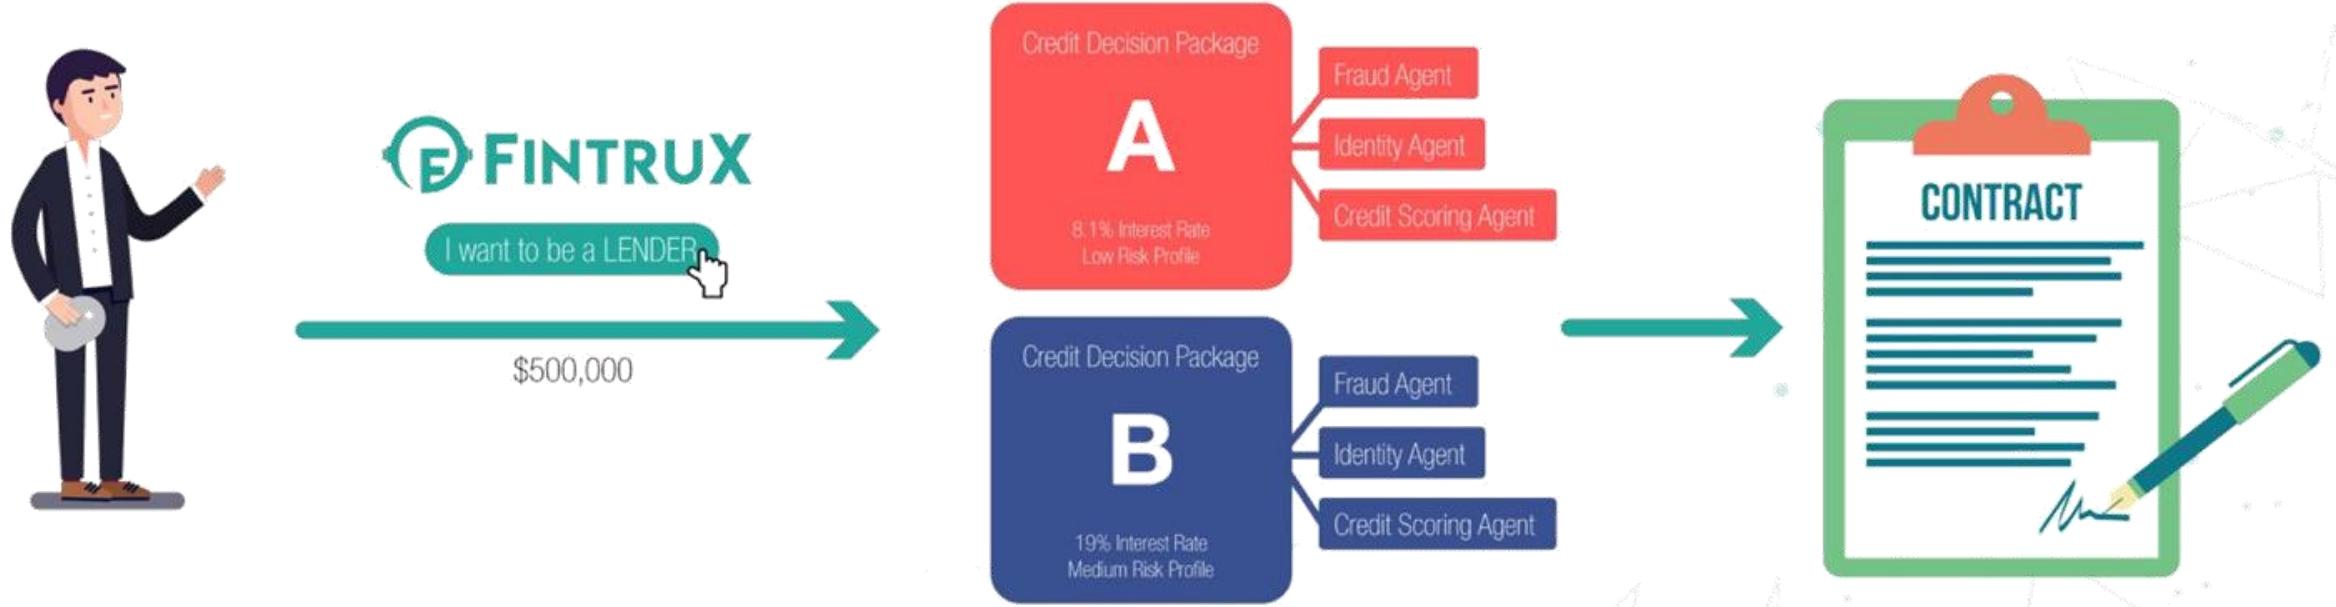 FINTRUX
I want to be a LENDER
$500,000
Credit Decision Package
A
8.1% Interest Rate
Low Risk Profile
Fraud Agent
Identity Agent
Credit Scoring Agent
Credit Decision Package
B
19% Interest Rate
Medium Risk Profile
Fraud Agent
Identity Agent
Credit Scoring Agent
CONTRACT